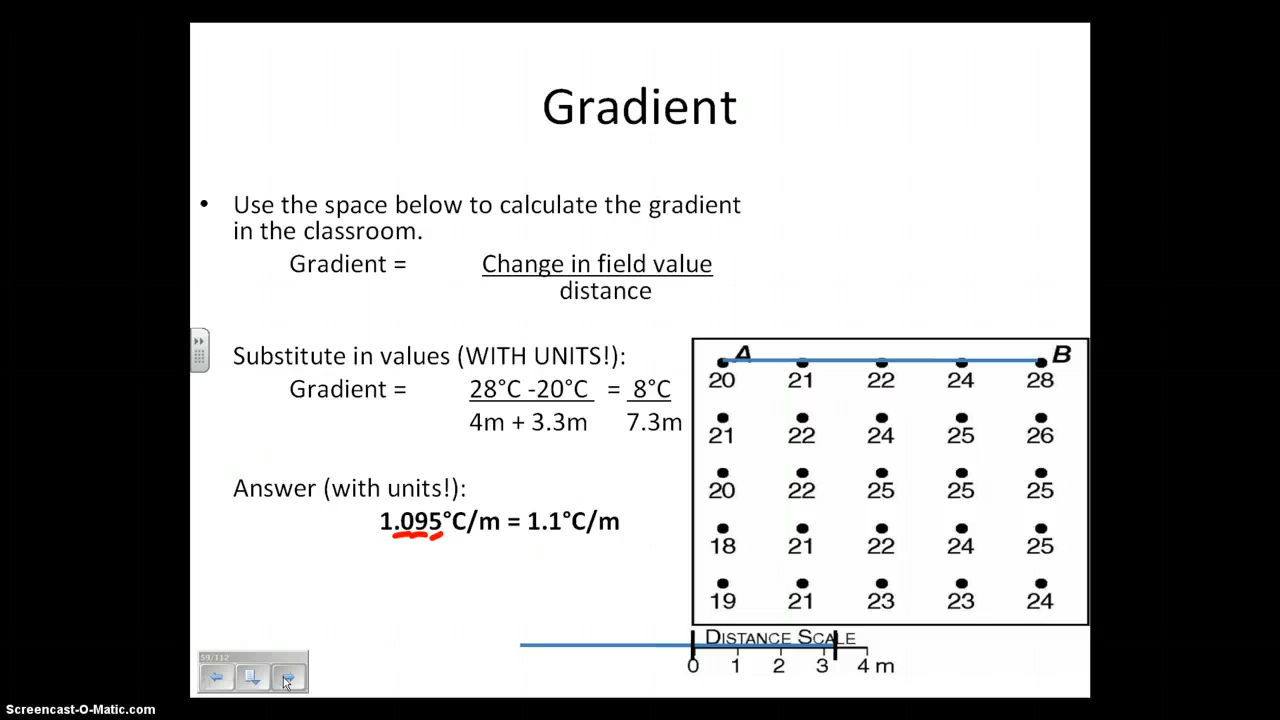 Gradient
• Use the space below to calculate the gradient
in the classroom.
Gradient = Change in field value
distance
Substitute in values (WITH UNITS!):
Gradient = 28°C -20°C = 8°C
4m + 3.3m 7.3m
Answer (with units!):
1.095°C/m = 1.1°C/m
A B
20 21 22 24 28
21 22 24 25 26
20 22 25 25 25
18 21 22 24 25
19 21 23 23 24
DISTANCE SCALE
0 1 2 3 4 m
59/112
Screencast-O-Matic.com